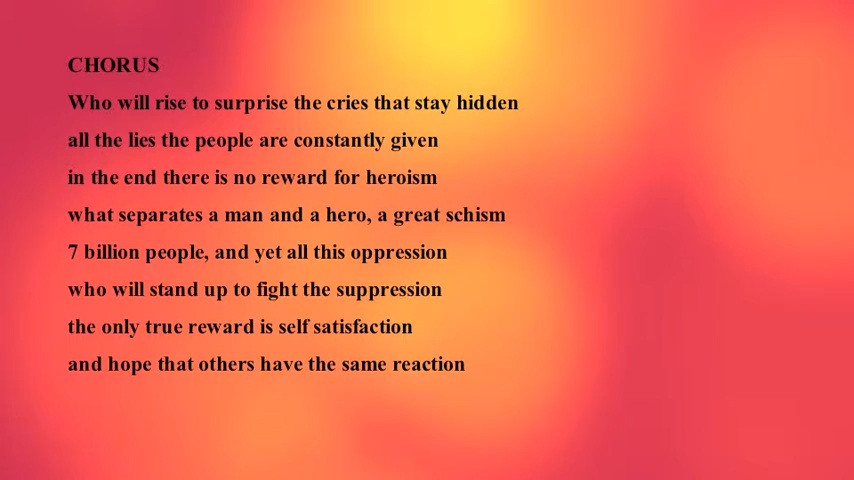 CHORUS
Who will rise to surprise the cries that stay hidden
all the lies the people are constantly given
in the end there is no reward for heroism
what separates a man and a hero, a great schism
7 billion people, and yet all this oppression
who will stand up to fight the suppression
the only true reward is self satisfaction
and hope that others have the same reaction